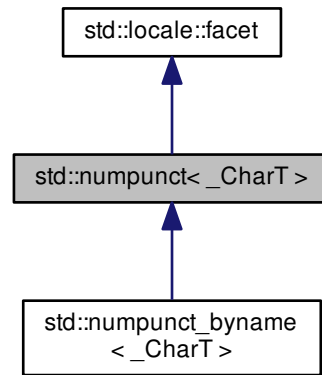 std::locale::facet
std::numpunct< _CharT >
std::numpunct_byname
< _CharT >